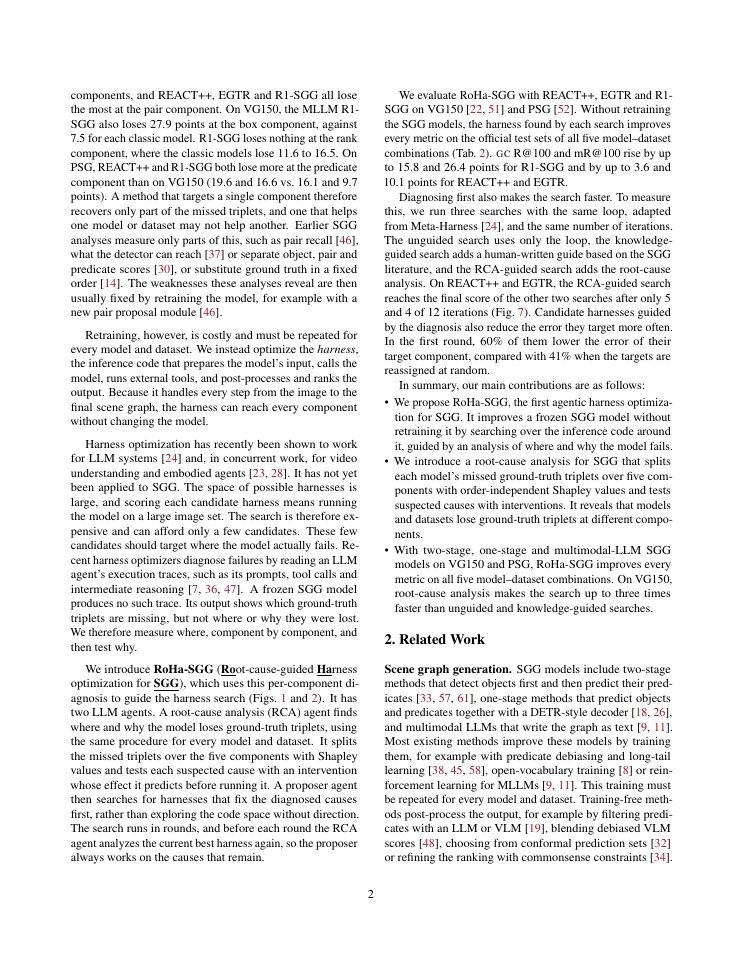 components, and REACT++, EGTR and R1-SGG all lose
the most at the pair component. On VG150, the MLLM R1-
SGG also loses 27.9 points at the box component, against
7.5 for each classic model. R1-SGG loses nothing at the rank
component, where the classic models lose 11.6 to 16.5. On
PSG, REACT++ and R1-SGG both lose more at the predicate
component than on VG150 (19.6 and 16.6 vs. 16.1 and 9.7
points). A method that targets a single component therefore
recovers only part of the missed triplets, and one that helps
one model or dataset may not help another. Earlier SGG
analyses measure only parts of this, such as pair recall [46],
what the detector can reach [37] or separate object, pair and
predicate scores [30], or substitute ground truth in a fixed
order [14]. The weaknesses these analyses reveal are then
usually fixed by retraining the model, for example with a
new pair proposal module [46].
Retraining, however, is costly and must be repeated for
every model and dataset. We instead optimize the harness,
the inference code that prepares the model's input, calls the
model, runs external tools, and post-processes and ranks the
output. Because it handles every step from the image to the
final scene graph, the harness can reach every component
without changing the model.
Harness optimization has recently been shown to work
for LLM systems [24] and, in concurrent work, for video
understanding and embodied agents [23, 28]. It has not yet
been applied to SGG. The space of possible harnesses is
large, and scoring each candidate harness means running
the model on a large image set. The search is therefore ex-
pensive and can afford only a few candidates. These few
candidates should target where the model actually fails. Re-
cent harness optimizers diagnose failures by reading an LLM
agent's execution traces, such as its prompts, tool calls and
intermediate reasoning [7, 36, 47]. A frozen SGG model
produces no such trace. Its output shows which ground-truth
triplets are missing, but not where or why they were lost.
We therefore measure where, component by component, and
then test why.
We introduce RoHa-SGG (Root-cause-guided Harness
optimization for SGG), which uses this per-component di-
agnosis to guide the harness search (Figs. 1 and 2). It has
two LLM agents. A root-cause analysis (RCA) agent finds
where and why the model loses ground-truth triplets, using
the same procedure for every model and dataset. It splits
the missed triplets over the five components with Shapley
values and tests each suspected cause with an intervention
whose effect it predicts before running it. A proposer agent
then searches for harnesses that fix the diagnosed causes
first, rather than exploring the code space without direction.
The search runs in rounds, and before each round the RCA
agent analyzes the current best harness again, so the proposer
always works on the causes that remain.
We evaluate RoHa-SGG with REACT++, EGTR and R1-
SGG on VG150 [22, 51] and PSG [52]. Without retraining
the SGG models, the harness found by each search improves
every metric on the official test sets of all five model–dataset
combinations (Tab. 2). GC R@100 and mR@100 rise by up
to 15.8 and 26.4 points for R1-SGG and by up to 3.6 and
10.1 points for REACT++ and EGTR.
Diagnosing first also makes the search faster. To measure
this, we run three searches with the same loop, adapted
from Meta-Harness [24], and the same number of iterations.
The unguided search uses only the loop, the knowledge-
guided search adds a human-written guide based on the SGG
literature, and the RCA-guided search adds the root-cause
analysis. On REACT++ and EGTR, the RCA-guided search
reaches the final score of the other two searches after only 5
and 4 of 12 iterations (Fig. 7). Candidate harnesses guided
by the diagnosis also reduce the error they target more often.
In the first round, 60% of them lower the error of their
target component, compared with 41% when the targets are
reassigned at random.
In summary, our main contributions are as follows:
• We propose RoHa-SGG, the first agentic harness optimiza-
tion for SGG. It improves a frozen SGG model without
retraining it by searching over the inference code around
it, guided by an analysis of where and why the model fails.
• We introduce a root-cause analysis for SGG that splits
each model's missed ground-truth triplets over five com-
ponents with order-independent Shapley values and tests
suspected causes with interventions. It reveals that models
and datasets lose ground-truth triplets at different compo-
nents.
• With two-stage, one-stage and multimodal-LLM SGG
models on VG150 and PSG, RoHa-SGG improves every
metric on all five model–dataset combinations. On VG150,
root-cause analysis makes the search up to three times
faster than unguided and knowledge-guided searches.
2. Related Work
Scene graph generation. SGG models include two-stage
methods that detect objects first and then predict their pred-
icates [33, 57, 61], one-stage methods that predict objects
and predicates together with a DETR-style decoder [18, 26],
and multimodal LLMs that write the graph as text [9, 11].
Most existing methods improve these models by training
them, for example with predicate debiasing and long-tail
learning [38, 45, 58], open-vocabulary training [8] or rein-
forcement learning for MLLMs [9, 11]. This training must
be repeated for every model and dataset. Training-free meth-
ods post-process the output, for example by filtering predi-
cates with an LLM or VLM [19], blending debiased VLM
scores [48], choosing from conformal prediction sets [32]
or refining the ranking with commonsense constraints [34].
2